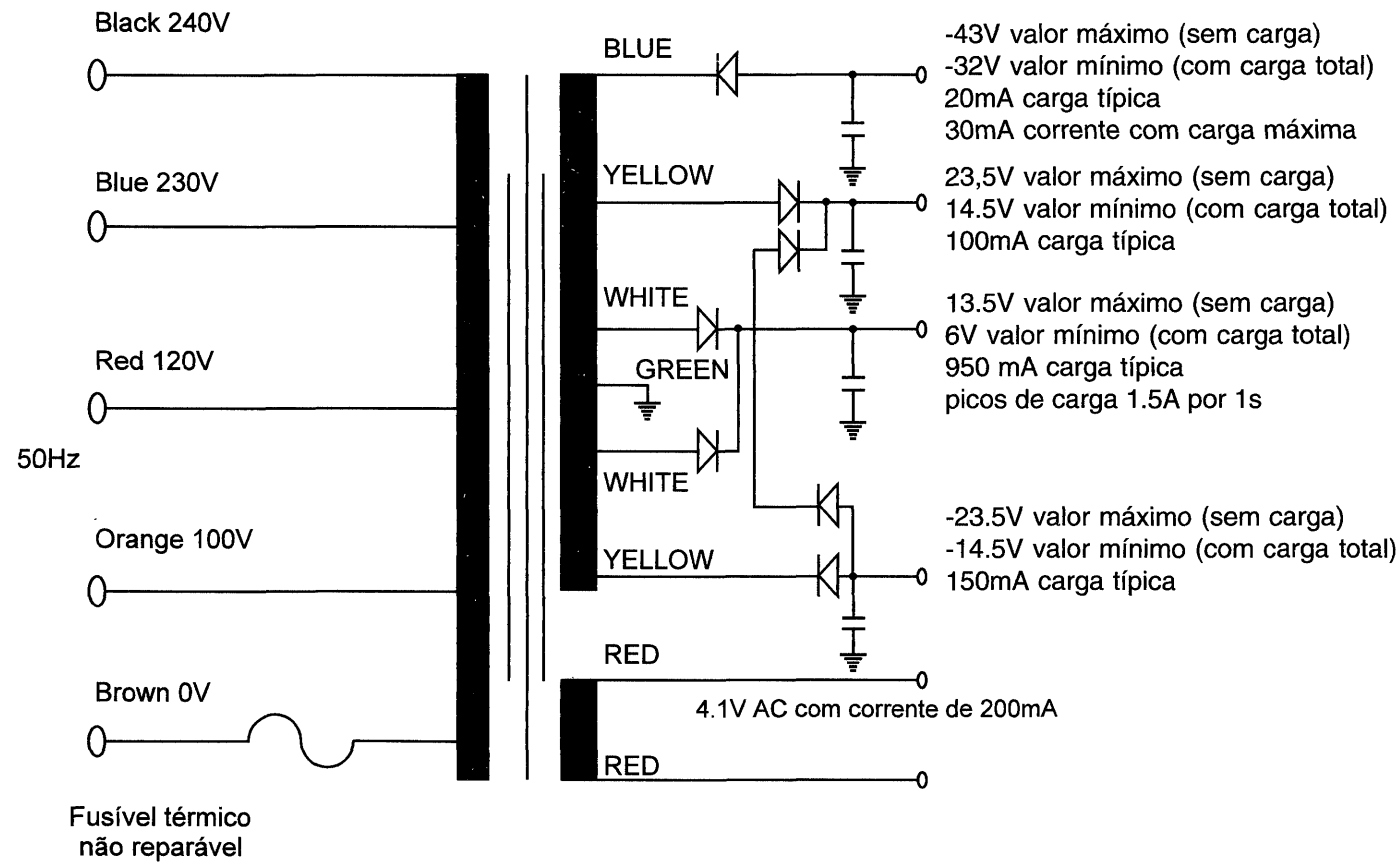 Black 240V
Blue 230V
Red 120V
50Hz
Orange 100V
Brown 0V
Fusível térmico
não reparável
BLUE
YELLOW
WHITE
GREEN
WHITE
YELLOW
RED
4.1V AC com corrente de 200mA
RED
-43V valor máximo (sem carga)
-32V valor mínimo (com carga total)
20mA carga típica
30mA corrente com carga máxima
23,5V valor máximo (sem carga)
14.5V valor mínimo (com carga total)
100mA carga típica
13.5V valor máximo (sem carga)
6V valor mínimo (com carga total)
950 mA carga típica
picos de carga 1.5A por 1s
-23.5V valor máximo (sem carga)
-14.5V valor mínimo (com carga total)
150mA carga típica